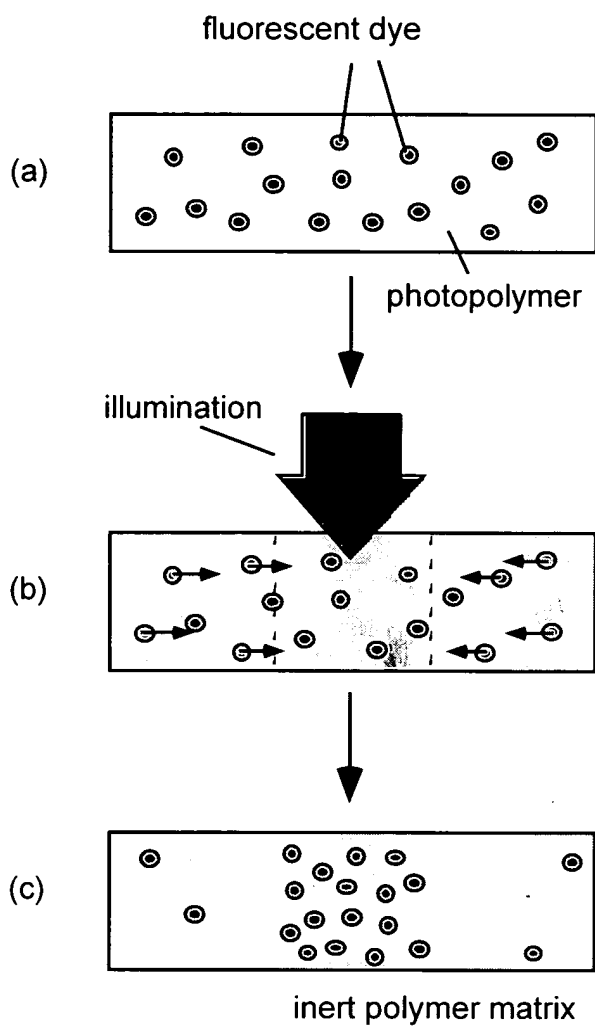 fluorescent dye
(a)
photopolymer
illumination
(b)
(c)
inert polymer matrix